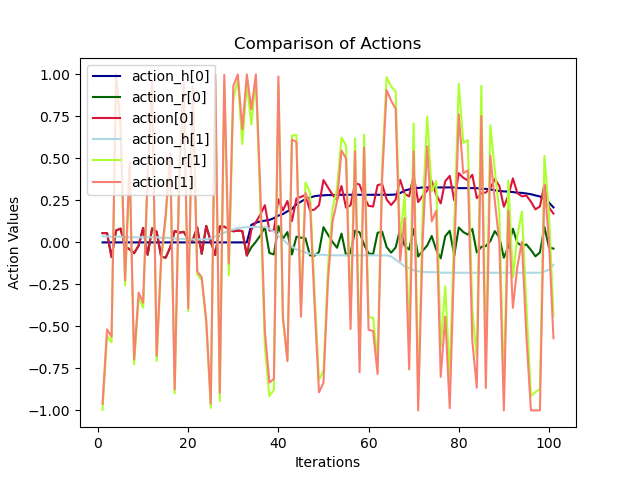 Comparison of Actions
1.00
0.75
0.50
0.25
0.00
−0.25
−0.50
−0.75
−1.00
Action Values
action_h[0]
action_r[0]
action[0]
action_h[1]
action_r[1]
action[1]
0 20 40 60 80 100
Iterations